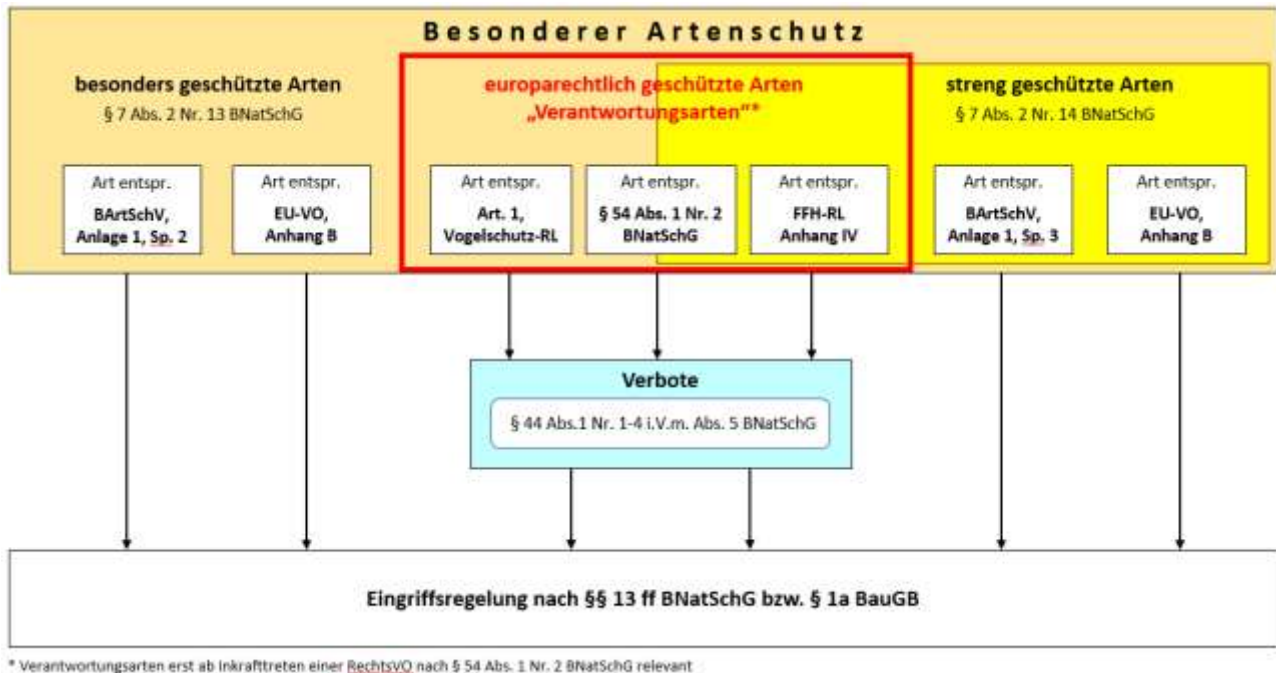 Besonderer Artenschutz
besonders geschützte Arten
§ 7 Abs. 2 Nr. 13 BNatSchG
europarechtlich geschützte Arten
„Verantwortungsarten"*
streng geschützte Arten
§ 7 Abs. 2 Nr. 14 BNatSchG
Art entspr.
BArtSchV,
Anlage 1, Sp. 2
Art entspr.
EU-VO,
Anhang B
Art entspr.
Art. 1,
Vogelschutz-RL
Art entspr.
§ 54 Abs. 1 Nr. 2
BNatSchG
Art entspr.
FFH-RL
Anhang IV
Art entspr.
BArtSchV,
Anlage 1, Sp. 3
Art entspr.
EU-VO,
Anhang B
Verbote
§ 44 Abs.1 Nr. 1-4 i.V.m. Abs. 5 BNatSchG
Eingriffsregelung nach §§ 13 ff BNatSchG bzw. § 1a BauGB
* Verantwortungsarten erst ab Inkrafttreten einer RechtsVO nach § 54 Abs. 1 Nr. 2 BNatSchG relevant